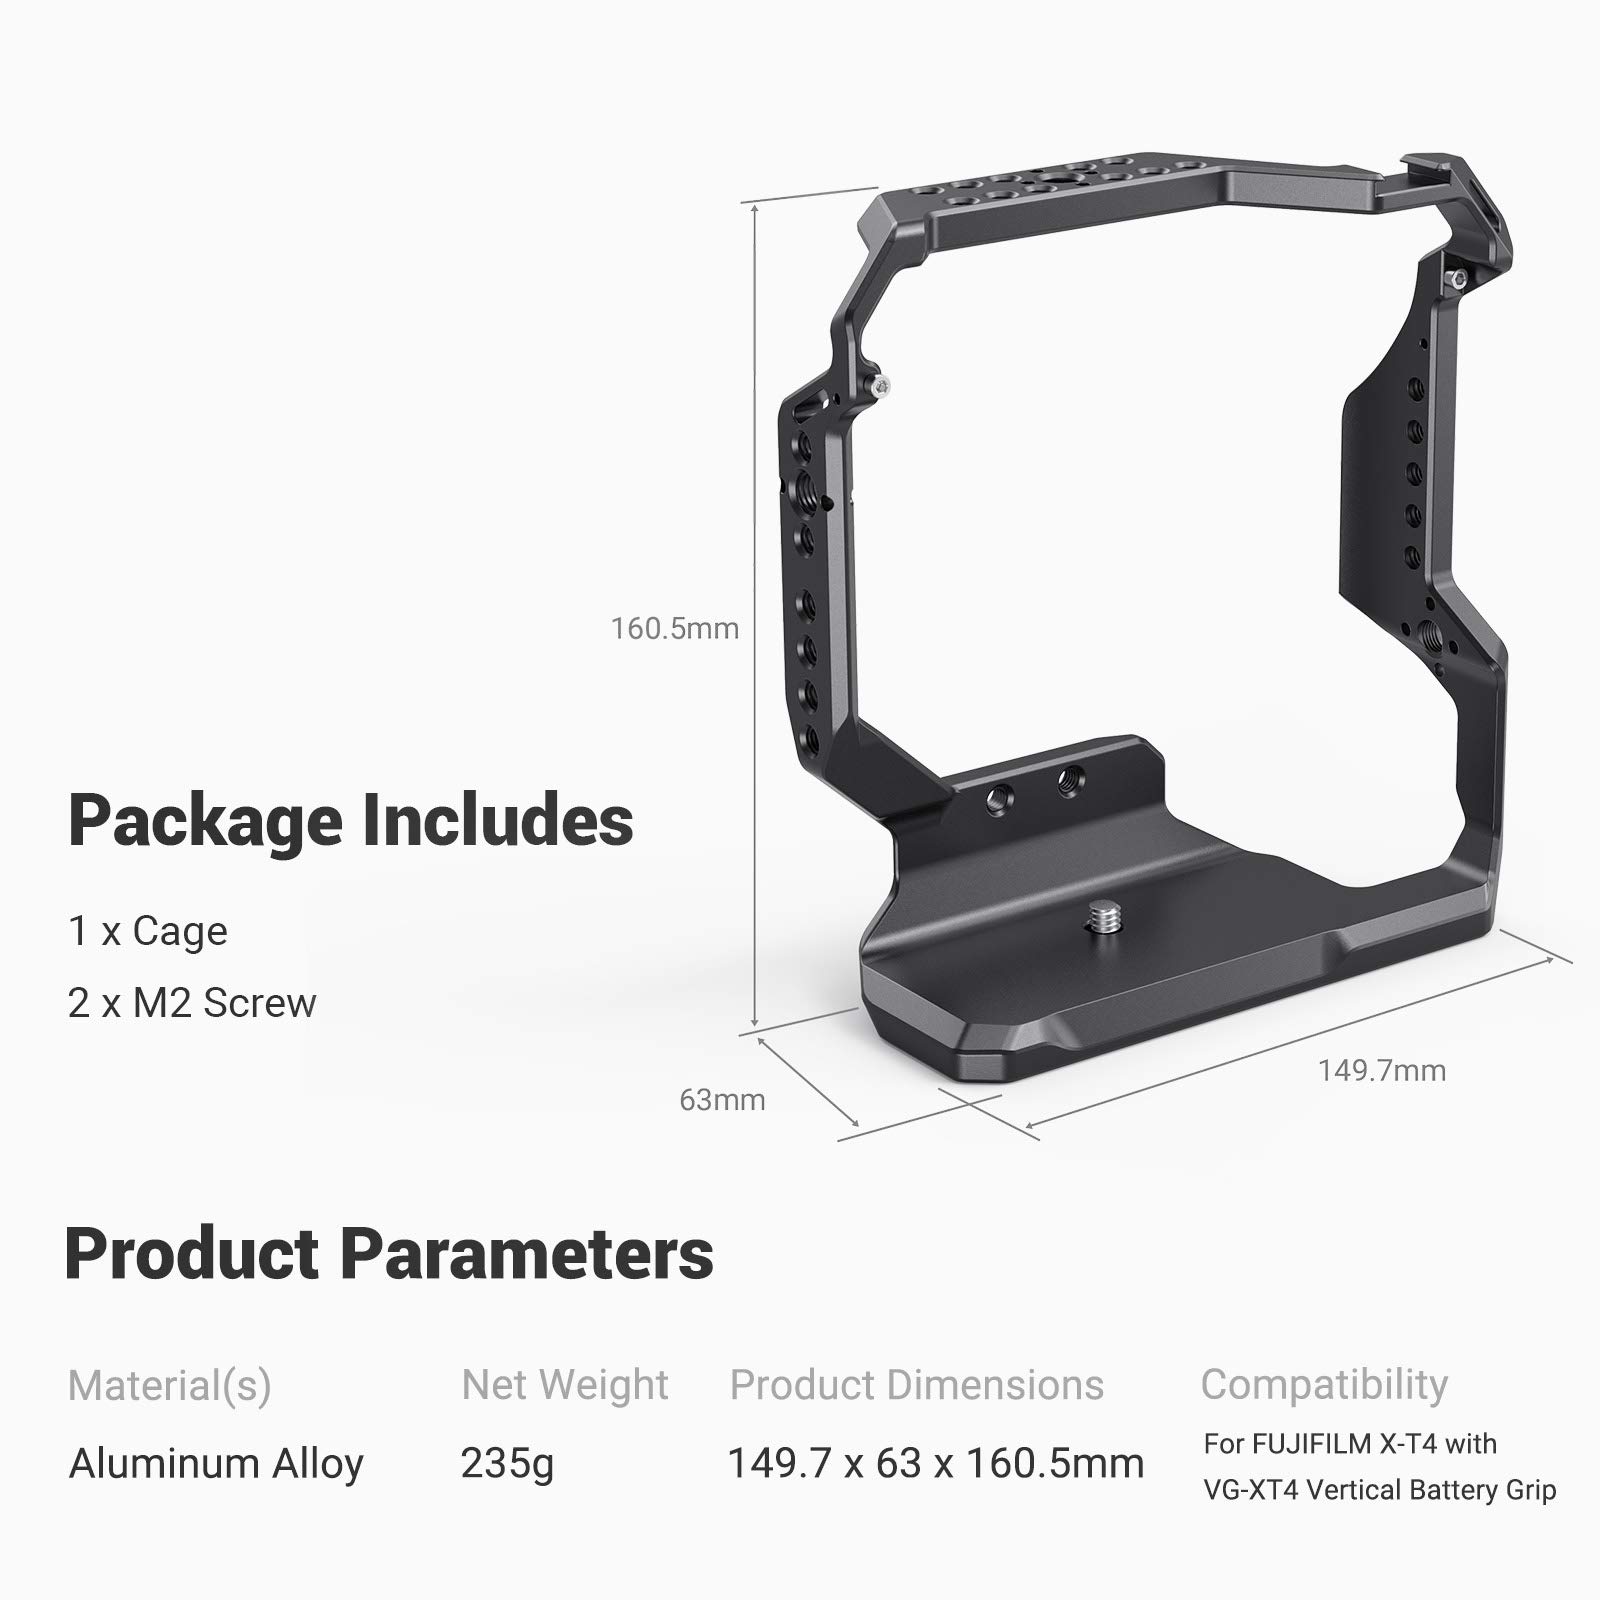 160.5mm
Package Includes
1 x Cage
2 x M2 Screw
149.7mm
63mm
Product Parameters
Material(s)
Aluminum Alloy
Net Weight
235g
Product Dimensions
149.7 x 63 x 160.5mm
Compatibility
For FUJIFILM X-T4 with
VG-XT4 Vertical Battery Grip